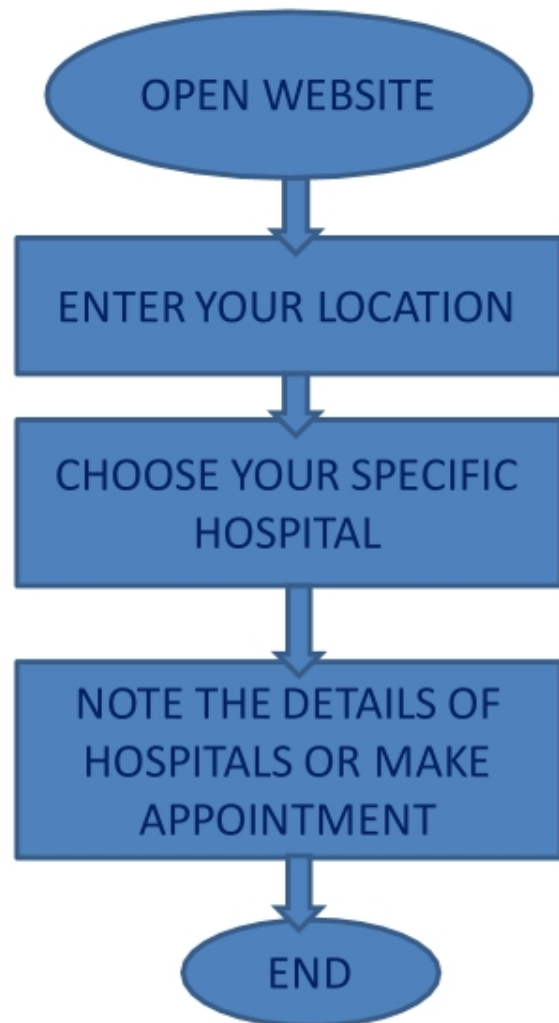 OPEN WEBSITE
ENTER YOUR LOCATION
CHOOSE YOUR SPECIFIC
HOSPITAL
NOTE THE DETAILS OF
HOSPITALS OR MAKE
APPOINTMENT
END